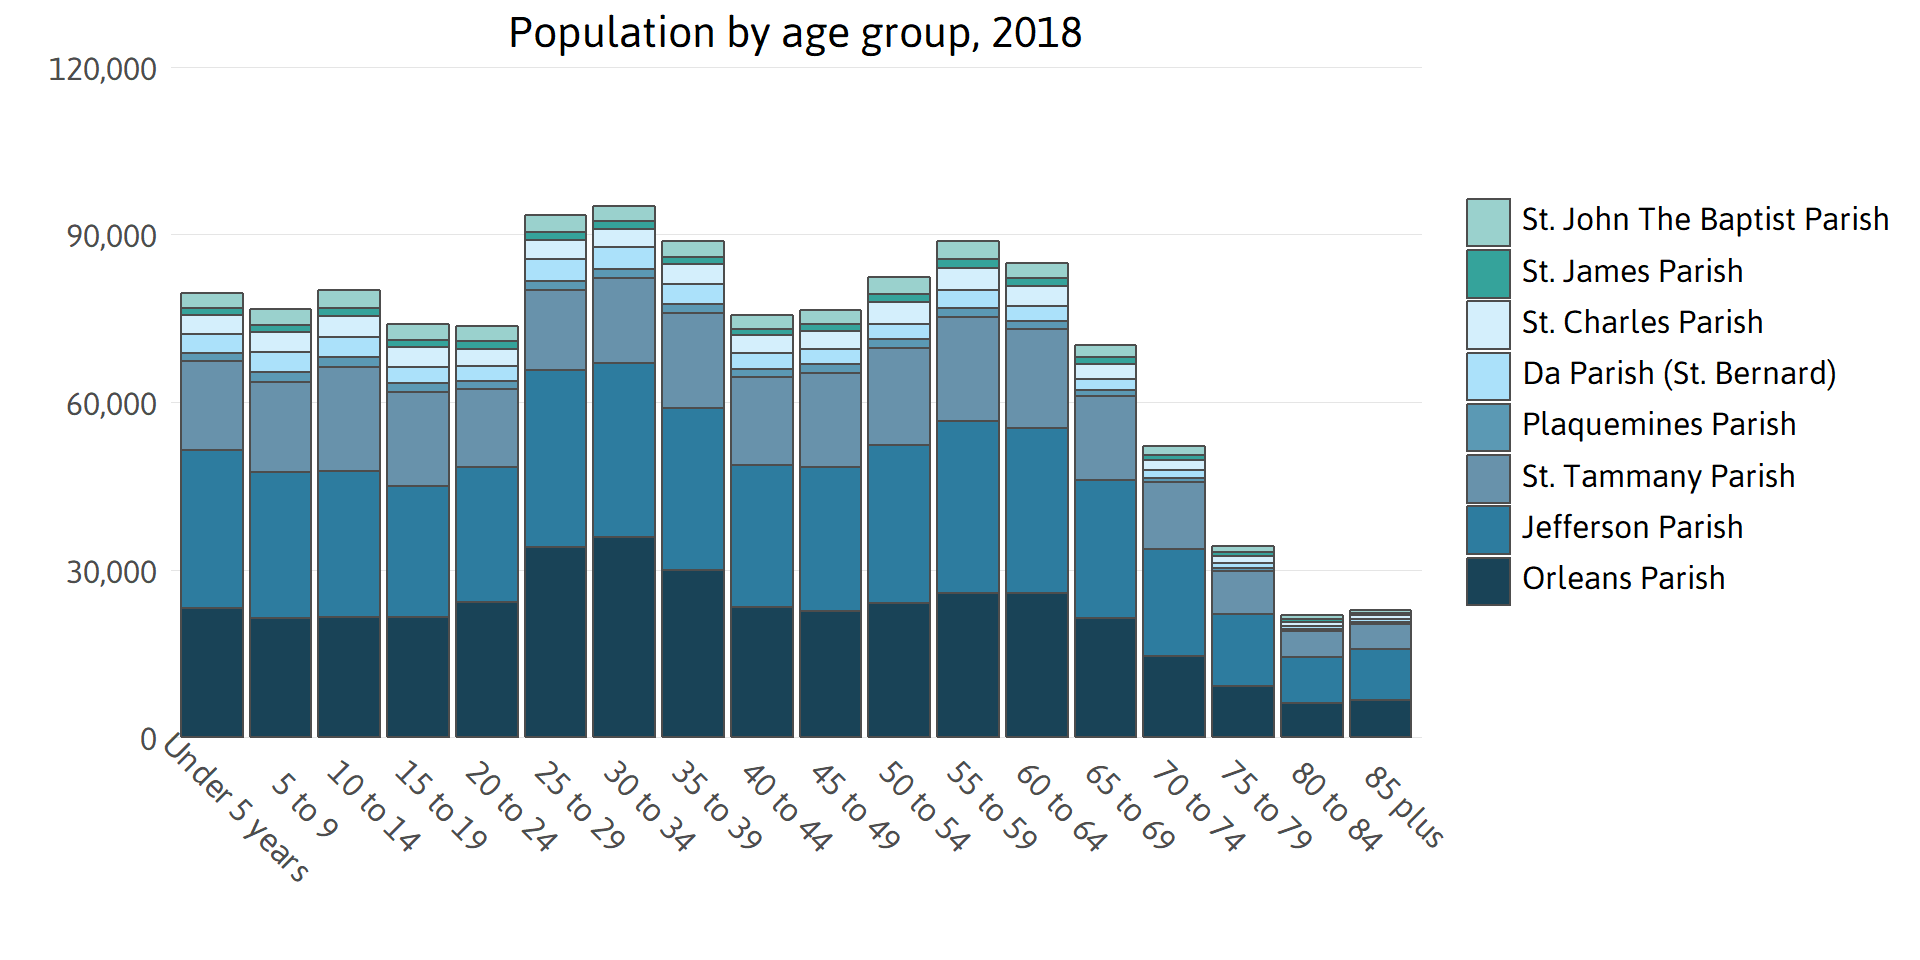 Population by age group, 2018
120,000
90,000
60,000
30,000
0
Under 5 years
5 to 9
10 to 14
15 to 19
20 to 24
25 to 29
30 to 34
35 to 39
40 to 44
45 to 49
50 to 54
55 to 59
60 to 64
65 to 69
70 to 74
75 to 79
80 to 84
85 plus
St. John The Baptist Parish
St. James Parish
St. Charles Parish
Da Parish (St. Bernard)
Plaquemines Parish
St. Tammany Parish
Jefferson Parish
Orleans Parish